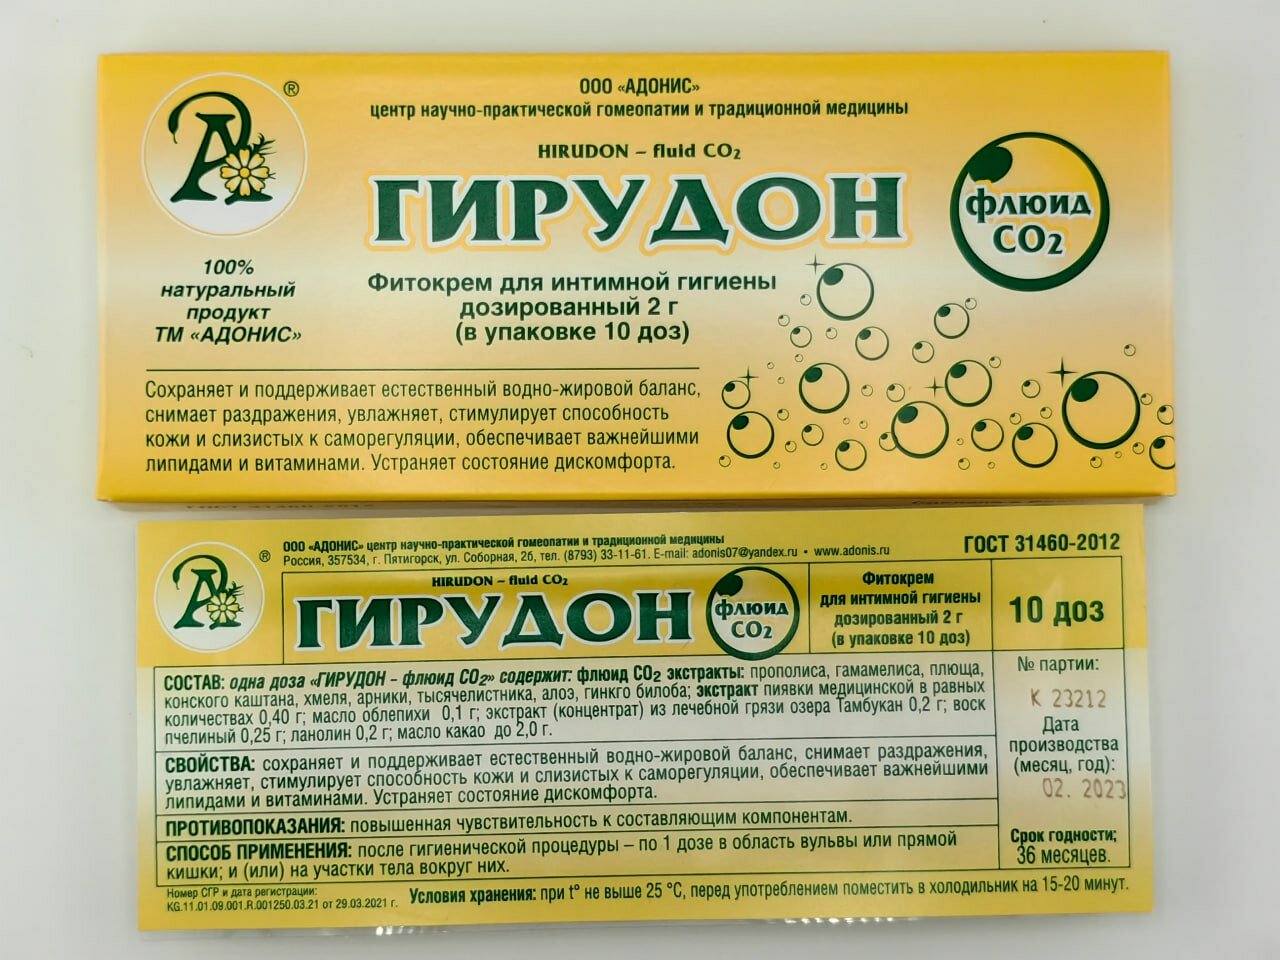 ООО «АДОНИС»
центр научно-практической гомеопатии и традиционной медицины
®
HIRUDON – fluid CO2
ГИРУДОН
флюид
CO2
100%
натуральный
продукт
ТМ «АДОНИС»
Фитокрем для интимной гигиены
дозированный 2 г
(в упаковке 10 доз)
Сохраняет и поддерживает естественный водно-жировой баланс,
снимает раздражения, увлажняет, стимулирует способность
кожи и слизистых к саморегуляции, обеспечивает важнейшими
липидами и витаминами. Устраняет состояние дискомфорта.
®
ООО «АДОНИС» центр научно-практической гомеопатии и традиционной медицины
Россия, 357534, г. Пятигорск, ул. Соборная, 2б, тел. (8793) 33-11-61. E-mail: adonis07@yandex.ru • www.adonis.ru
ГОСТ 31460-2012
HIRUDON – fluid CO2
ГИРУДОН
флюид
CO2
Фитокрем
для интимной гигиены
дозированный 2 г
(в упаковке 10 доз)
10 доз
СОСТАВ: одна доза «ГИРУДОН - флюид CO2» содержит: флюид CO2 экстракты: прополиса, гамамелиса, плюща,
конского каштана, хмеля, арники, тысячелистника, алоэ, гинкго билоба; экстракт пиявки медицинской в равных
количествах 0,40 г; масло облепихи 0,1 г; экстракт (концентрат) из лечебной грязи озера Тамбукан 0,2 г; воск
пчелиный 0,25 г; ланолин 0,2 г; масло какао до 2,0 г.
СВОЙСТВА: сохраняет и поддерживает естественный водно-жировой баланс, снимает раздражения,
увлажняет, стимулирует способность кожи и слизистых к саморегуляции, обеспечивает важнейшими
липидами и витаминами. Устраняет состояние дискомфорта.
ПРОТИВОПОКАЗАНИЯ: повышенная чувствительность к составляющим компонентам.
СПОСОБ ПРИМЕНЕНИЯ: после гигиенической процедуры – по 1 дозе в область вульвы или прямой
кишки; и (или) на участки тела вокруг них.
№ партии:
К 23212
Дата
производства
(месяц, год):
02. 2023
Срок годности;
36 месяцев.
Номер СГР и дата регистрации:
KG.11.01.09.001.R.001250.03.21 от 29.03.2021 г.
Условия хранения: при t° не выше 25 °C, перед употреблением поместить в холодильник на 15-20 минут.